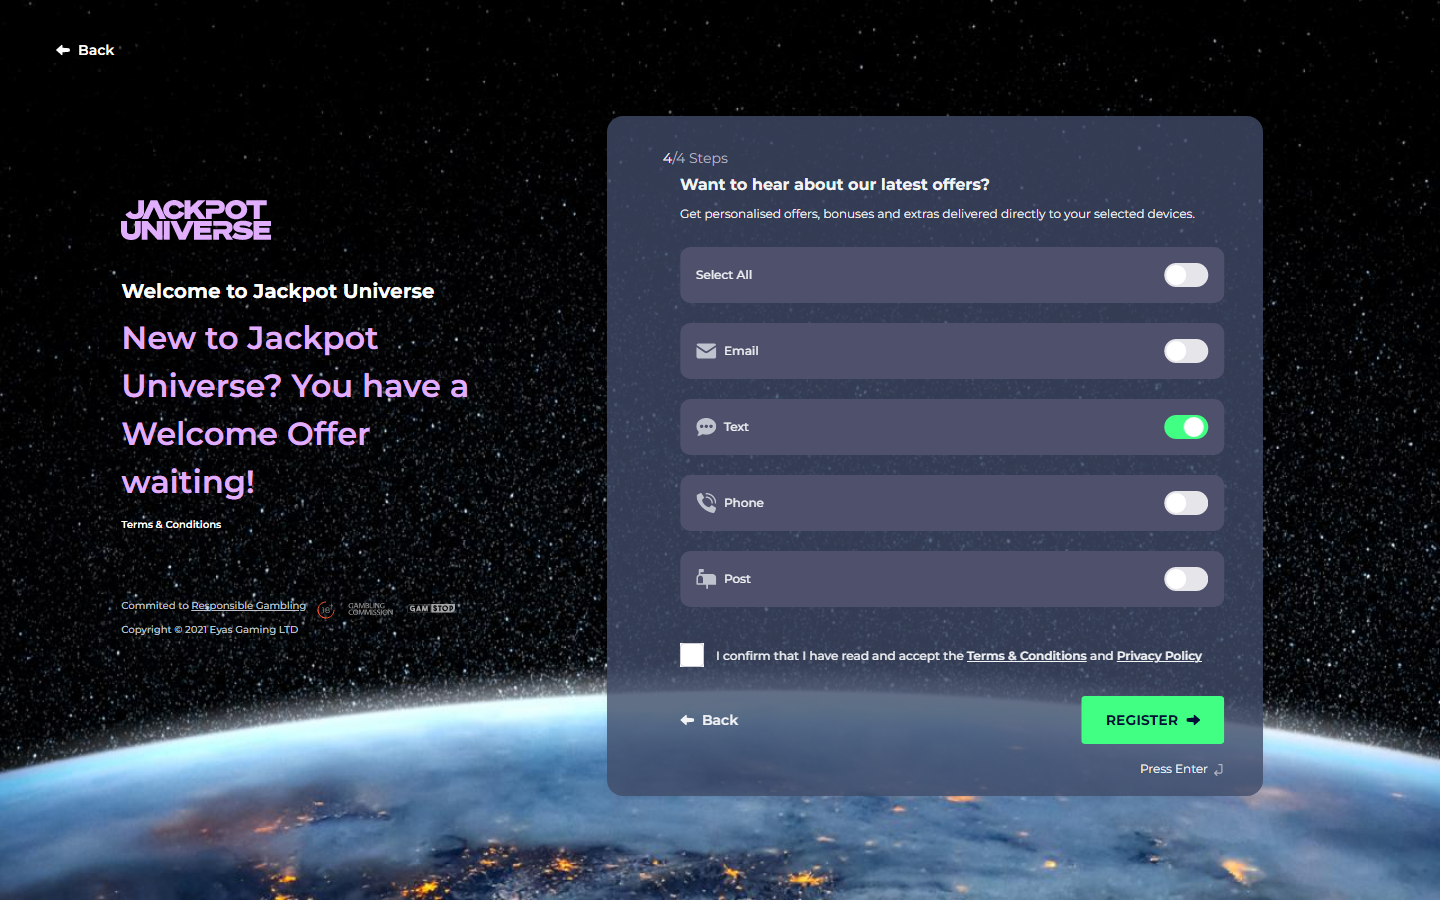 Back
JACKPOT
UNIVERSE
Welcome to Jackpot Universe
New to Jackpot
Universe? You have a
Welcome Offer
waiting!
Terms & Conditions
Commited to Responsible Gambling
18+
GAMBLING
COMMISSION
GAMSTOP
Copyright © 2021 Eyas Gaming LTD
4/4 Steps
Want to hear about our latest offers?
Get personalised offers, bonuses and extras delivered directly to your selected devices.
Select All
Email
Text
Phone
Post
I confirm that I have read and accept the Terms & Conditions and Privacy Policy
Back
REGISTER
Press Enter